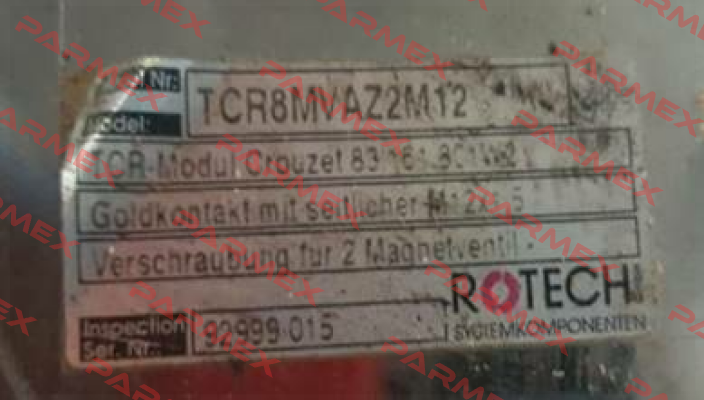 Nr:
Model:
TCR8MVAZ2M12
TCR-Modul Crouzet 83 161
Goldkontakt mit seitlicher
Verschraubung für 2 Magnetventil-
ROTECH
SYSTEMKOMPONENTEN
Inspection
Ser. Nr.:
92999-015
PARMEX